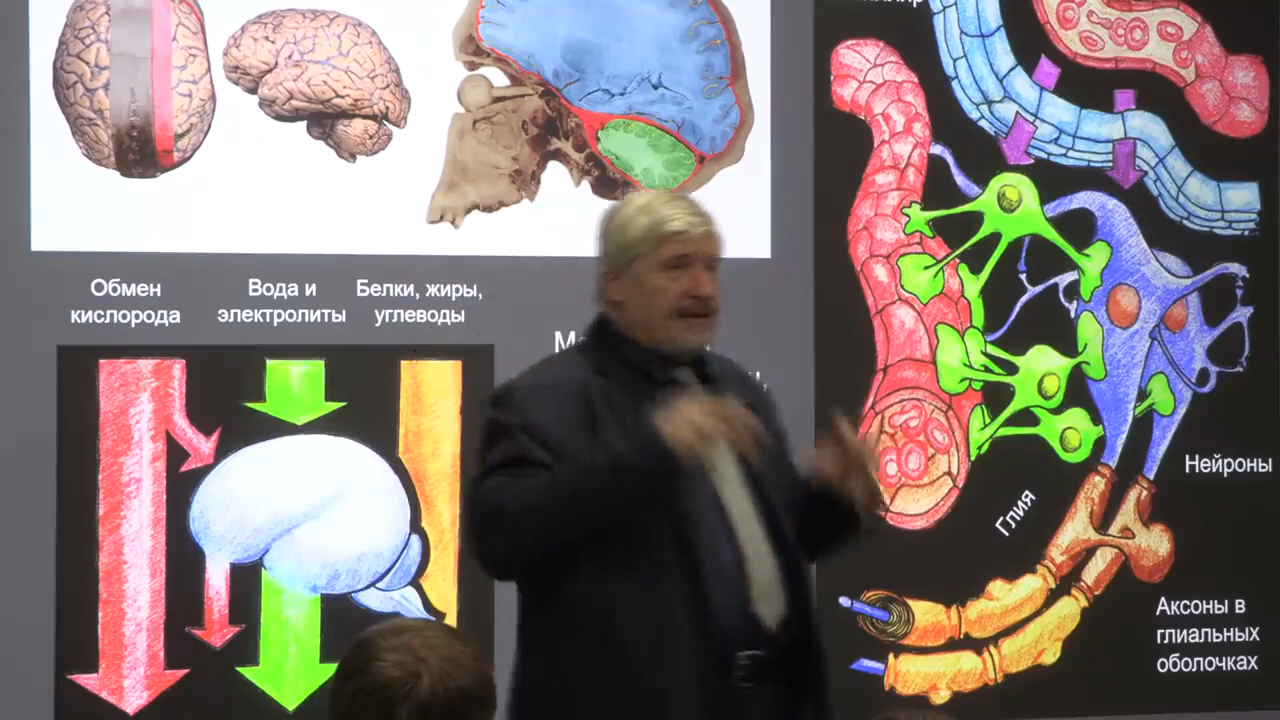 Обмен
кислорода
Вода и
электролиты
Белки, жиры,
углеводы
Нейроны
Глия
Аксоны в
глиальных
оболочках